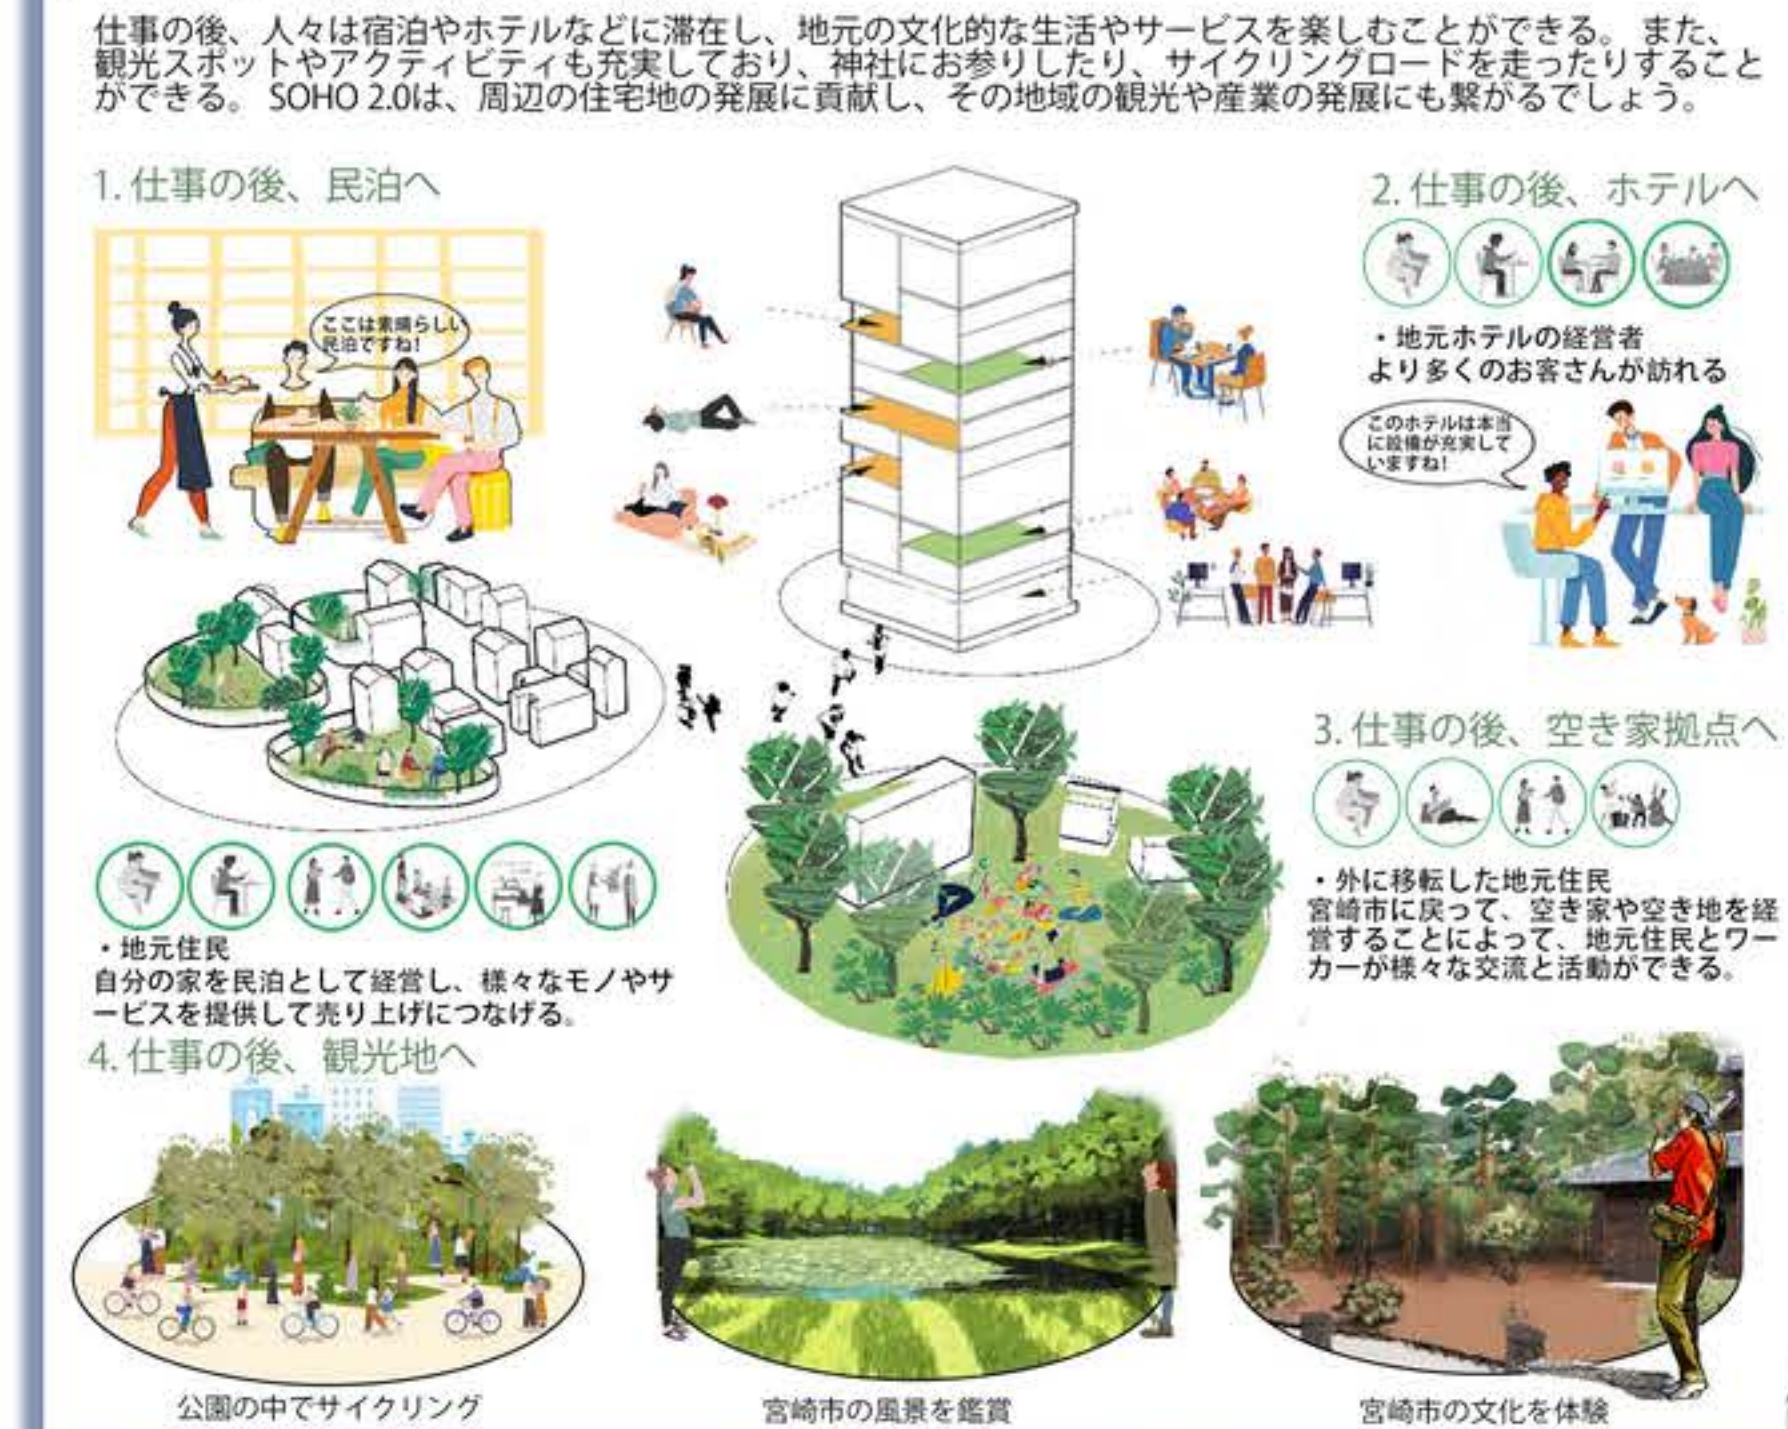 仕事の後、人々は宿泊やホテルなどに滞在し、地元の文化的な生活やサービスを楽しむことができる。また、
観光スポットやアクティビティも充実しており、神社にお参りしたり、サイクリングロードを走ったりすること
ができる。 SOHO 2.0は、周辺の住宅地の発展に貢献し、その地域の観光や産業の発展にも繋がるでしょう。
1. 仕事の後、民泊へ
ここは素晴らしい
民泊ですね!
・地元住民
自分の家を民泊として経営し、様々なモノやサ
ービスを提供して売り上げにつなげる。
2. 仕事の後、ホテルへ
・地元ホテルの経営者
より多くのお客さんが訪れる
このホテルは本当
に設備が充実して
いますね!
3. 仕事の後、空き家拠点へ
・外に移転した地元住民
宮崎市に戻って、空き家や空き地を経
営することによって、地元住民とワー
カーが様々な交流と活動ができる。
4. 仕事の後、観光地へ
公園の中でサイクリング
宮崎市の風景を鑑賞
宮崎市の文化を体験